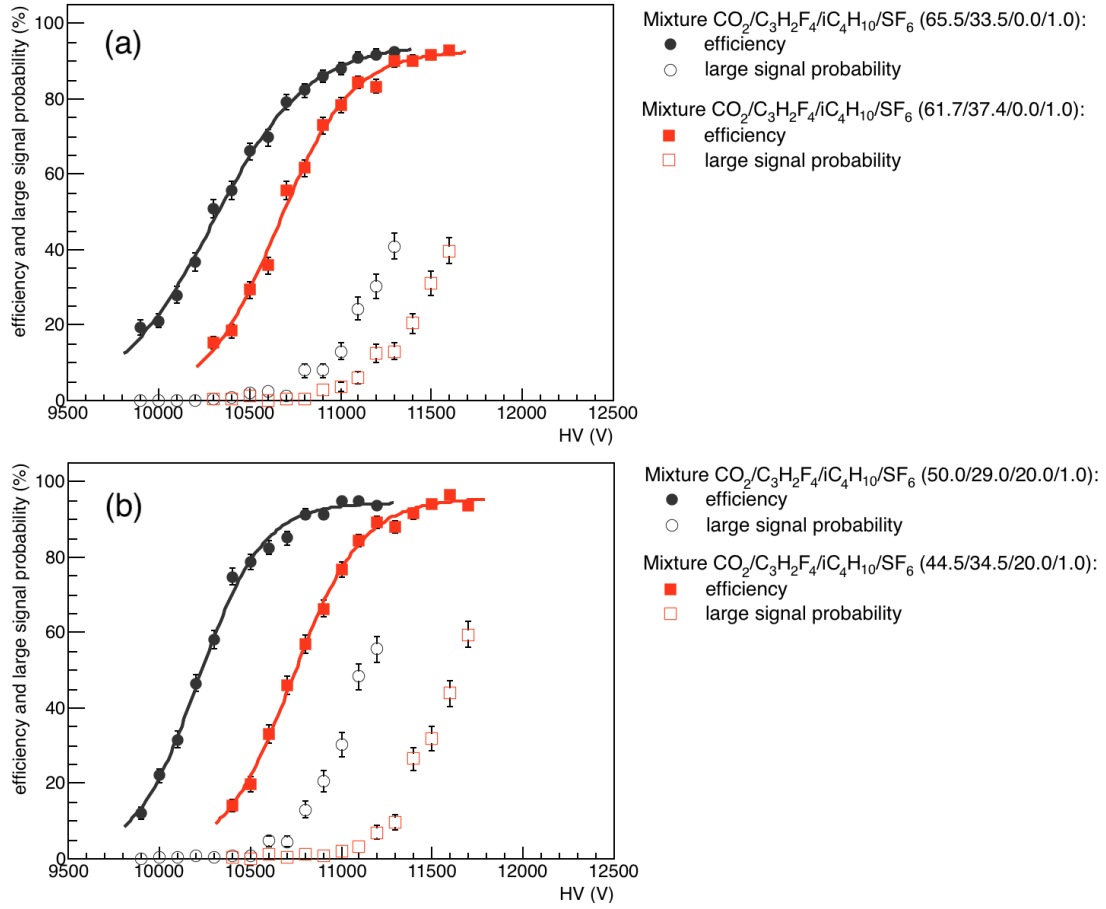 (a)
efficiency and large signal probability (%)
100
80
60
40
20
0
9500 10000 10500 11000 11500 12000 12500
HV (V)
Mixture CO2/C3H2F4/iC4H10/SF6 (65.5/33.5/0.0/1.0):
efficiency
large signal probability
Mixture CO2/C3H2F4/iC4H10/SF6 (61.7/37.4/0.0/1.0):
efficiency
large signal probability
(b)
efficiency and large signal probability (%)
100
80
60
40
20
0
9500 10000 10500 11000 11500 12000 12500
HV (V)
Mixture CO2/C3H2F4/iC4H10/SF6 (50.0/29.0/20.0/1.0):
efficiency
large signal probability
Mixture CO2/C3H2F4/iC4H10/SF6 (44.5/34.5/20.0/1.0):
efficiency
large signal probability